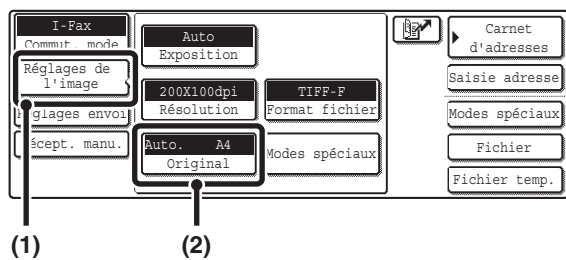 I-Fax
Commut. mode
Réglages de
l'image
Réglages envoi
Récept. manu.
Auto
Exposition
200X100dpi
Résolution
TIFF-F
Format fichier
Auto. A4
Original
Modes spéciaux
Carnet
d'adresses
Saisie adresse
Modes spéciaux
Fichier
Fichier temp.
(1)
(2)